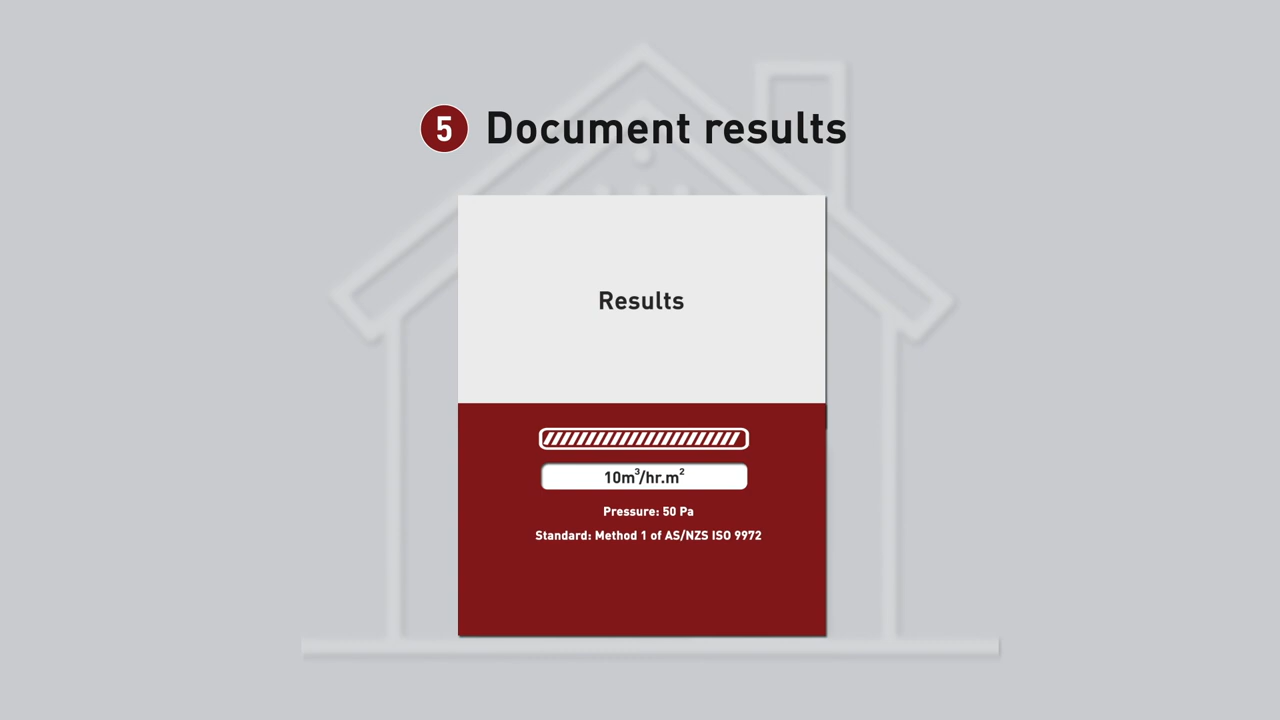 5 Document results
Results
10m³/hr.m²
Pressure: 50 Pa
Standard: Method 1 of AS/NZS ISO 9972